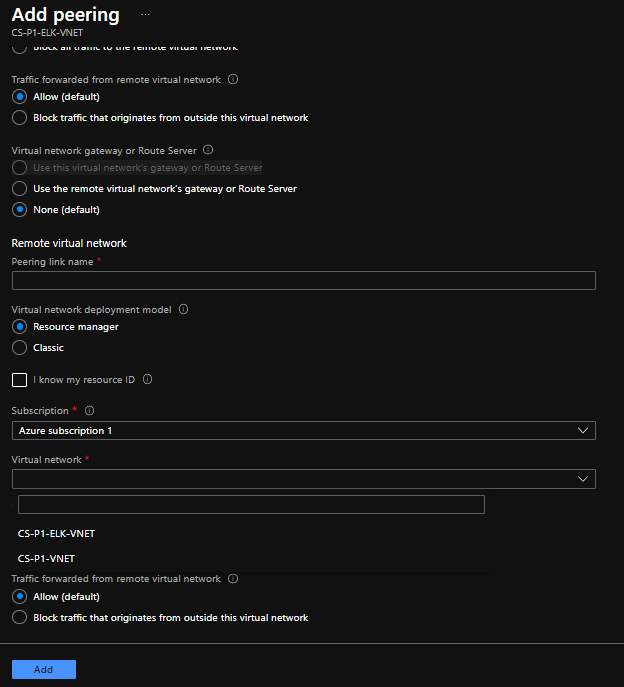 Add peering
...
CS-P1-ELK-VNET
Block all traffic to the remote virtual network
Traffic forwarded from remote virtual network
Allow (default)
Block traffic that originates from outside this virtual network
Virtual network gateway or Route Server
Use this virtual network's gateway or Route Server
Use the remote virtual network's gateway or Route Server
None (default)
Remote virtual network
Peering link name *
Virtual network deployment model
Resource manager
Classic
I know my resource ID
Subscription *
Azure subscription 1
Virtual network *
CS-P1-ELK-VNET
CS-P1-VNET
Traffic forwarded from remote virtual network
Allow (default)
Block traffic that originates from outside this virtual network
Add